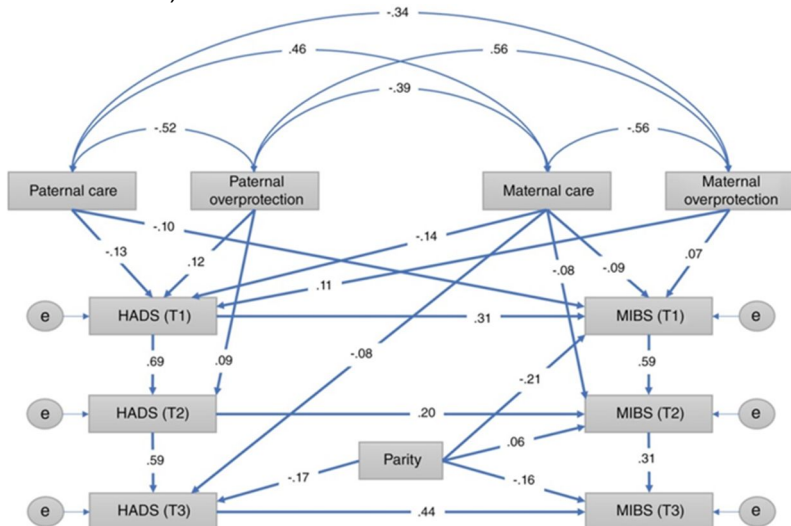 -.34
.46
.56
-.39
-.52
-.56
Paternal care
Paternal
overprotection
Maternal care
Maternal
overprotection
-.10
-.13
.12
-.14
.11
-.08
-.09
.07
e
HADS (T1)
.31
MIBS (T1)
e
.69
.09
-.08
-.21
.59
e
HADS (T2)
.20
MIBS (T2)
e
.59
Parity
.06
.31
-.17
-.16
e
HADS (T3)
.44
MIBS (T3)
e